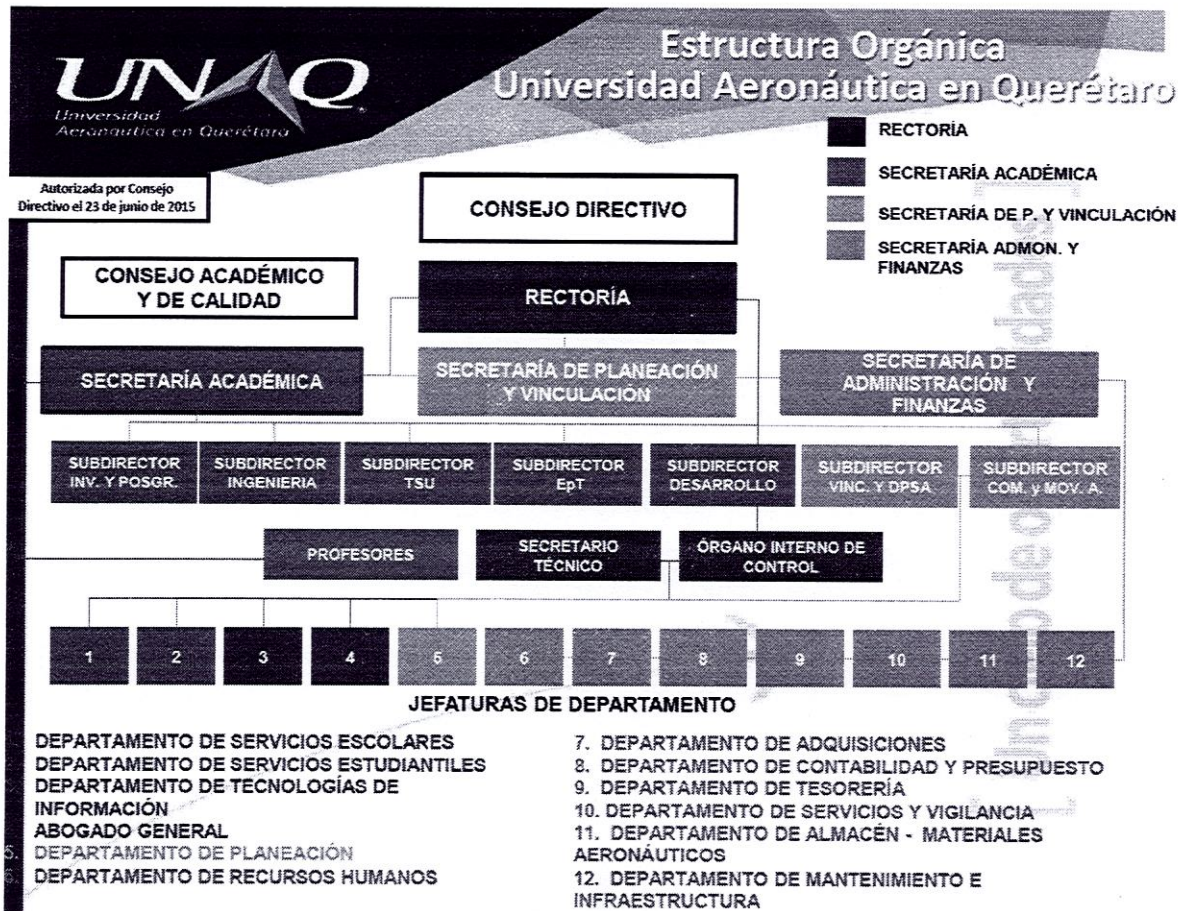 UNAQ
Universidad
Aeronáutica en Querétaro
Estructura Orgánica
Universidad Aeronáutica en Querétaro
RECTORÍA
SECRETARÍA ACADÉMICA
SECRETARÍA DE P. Y VINCULACIÓN
SECRETARÍA ADMON. Y
FINANZAS
Autorizada por Consejo
Directivo el 23 de junio de 2015
CONSEJO DIRECTIVO
CONSEJO ACADÉMICO
Y DE CALIDAD
RECTORÍA
SECRETARÍA ACADÉMICA
SECRETARÍA DE PLANEACIÓN
Y VINCULACIÓN
SECRETARÍA DE
ADMINISTRACIÓN Y
FINANZAS
SUBDIRECTOR
INV. Y POSGR.
SUBDIRECTOR
INGENIERIA
SUBDIRECTOR
TSU
SUBDIRECTOR
EpT
SUBDIRECTOR
DESARROLLO
SUBDIRECTOR
VINC. Y DPSA
SUBDIRECTOR
COM. y MOV. A.
PROFESORES
SECRETARIO
TÉCNICO
ÓRGANO INTERNO DE
CONTROL
1 2 3 4 5 6 7 8 9 10 11 12
JEFATURAS DE DEPARTAMENTO
DEPARTAMENTO DE SERVICIOS ESCOLARES
DEPARTAMENTO DE SERVICIOS ESTUDIANTILES
DEPARTAMENTO DE TECNOLOGÍAS DE
INFORMACIÓN
ABOGADO GENERAL
5. DEPARTAMENTO DE PLANEACIÓN
6. DEPARTAMENTO DE RECURSOS HUMANOS
7. DEPARTAMENTO DE ADQUISICIONES
8. DEPARTAMENTO DE CONTABILIDAD Y PRESUPUESTO
9. DEPARTAMENTO DE TESORERÍA
10. DEPARTAMENTO DE SERVICIOS Y VIGILANCIA
11. DEPARTAMENTO DE ALMACÉN - MATERIALES
AERONÁUTICOS
12. DEPARTAMENTO DE MANTENIMIENTO E
INFRAESTRUCTURA